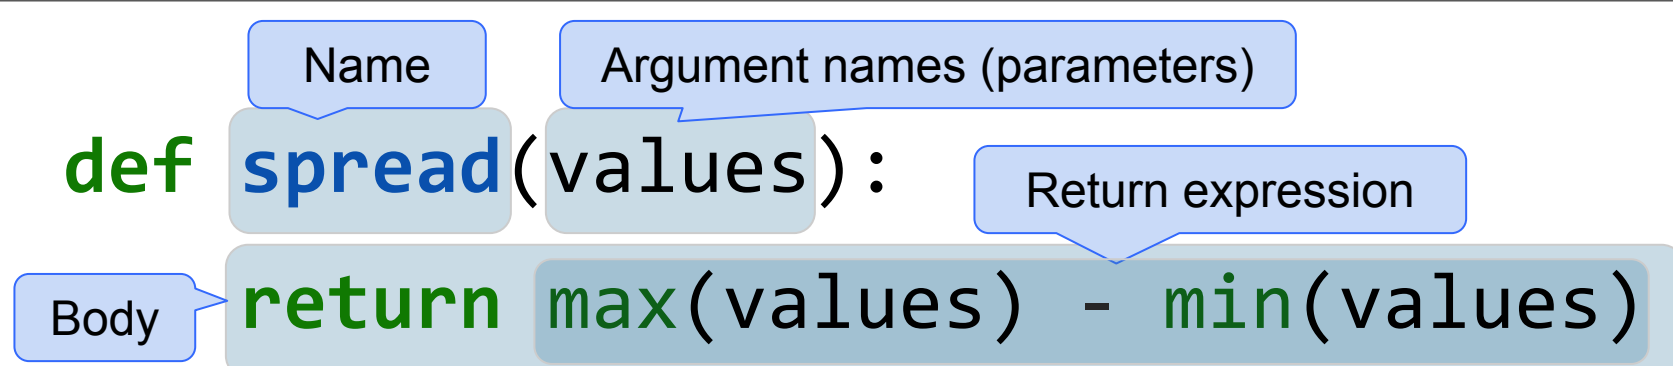 Name
Argument names (parameters)
def spread(values):
Return expression
Body
return max(values) - min(values)